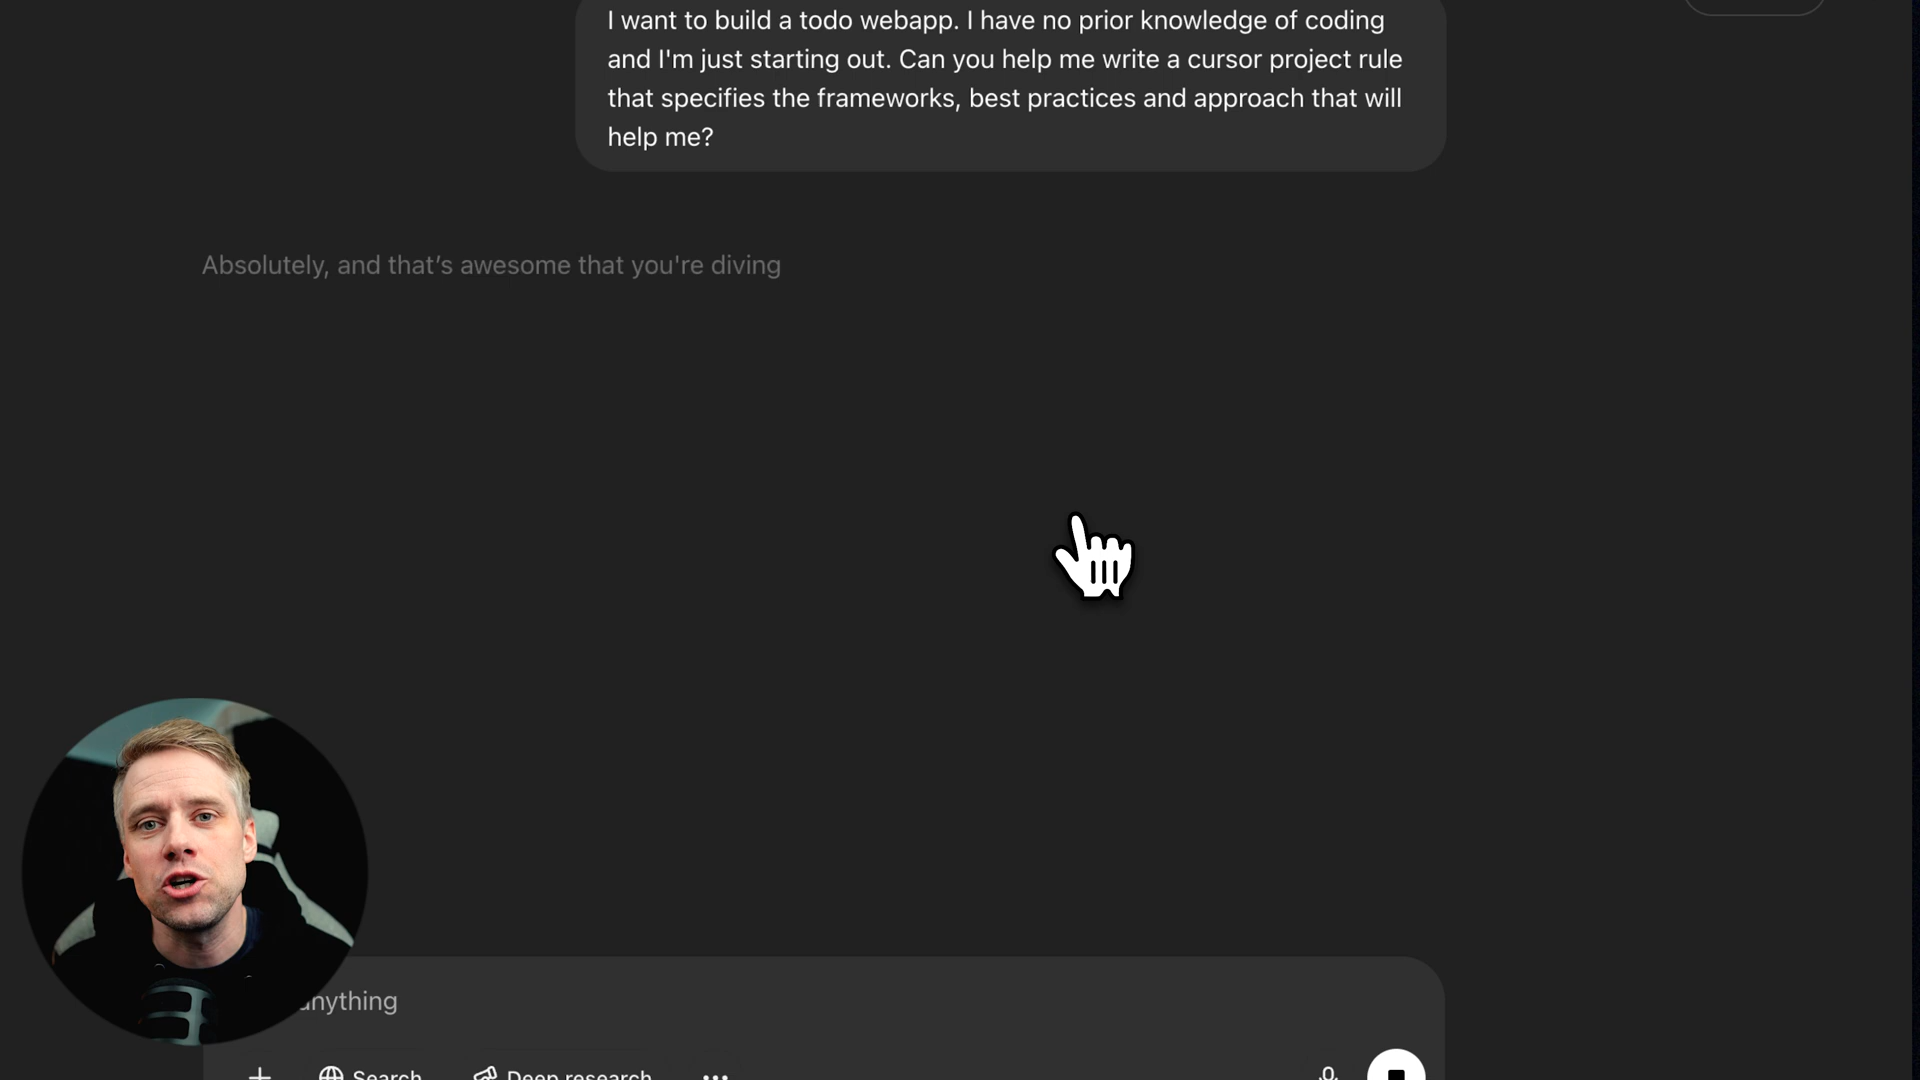 I want to build a todo webapp. I have no prior knowledge of coding
and I'm just starting out. Can you help me write a cursor project rule
that specifies the frameworks, best practices and approach that will
help me?
Absolutely, and that’s awesome that you're diving
anything
Search
Deep research